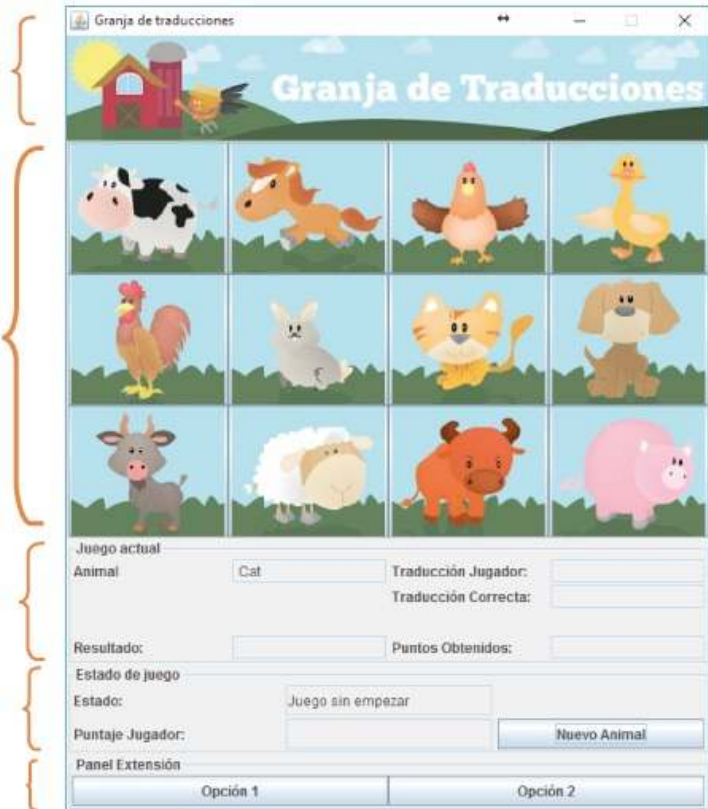 Granja de traducciones
Granja de Traducciones
Juego actual
Animal Cat Traducción Jugador:
Traducción Correcta:
Resultado: Puntos Obtenidos:
Estado de juego
Estado: Juego sin empezar
Puntaje Jugador: Nuevo Animal
Panel Extensión
Opción 1 Opción 2